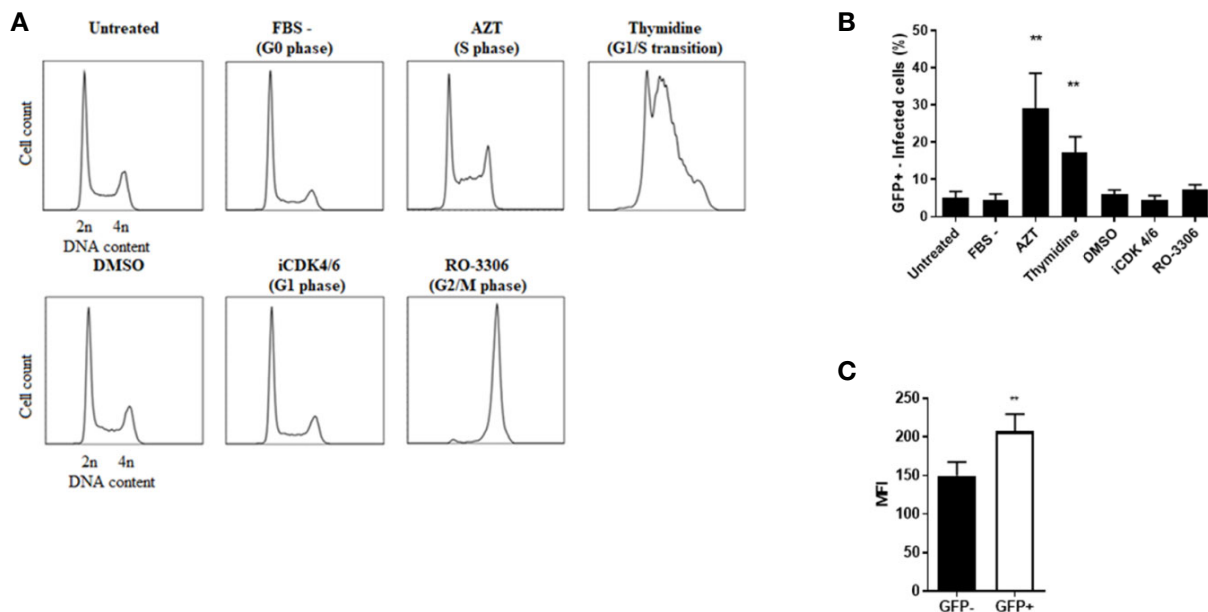 A
Untreated
FBS -
(G0 phase)
AZT
(S phase)
Thymidine
(G1/S transition)
Cell count
2n 4n
DNA content
DMSO
iCDK4/6
(G1 phase)
RO-3306
(G2/M phase)
Cell count
2n 4n
DNA content
B
GFP+ - Infected cells (%)
50
40
30
20
10
0
**
**
Untreated
FBS -
AZT
Thymidine
DMSO
iCDK 4/6
RO-3306
C
MFI
250
200
150
100
50
0
**
GFP-
GFP+